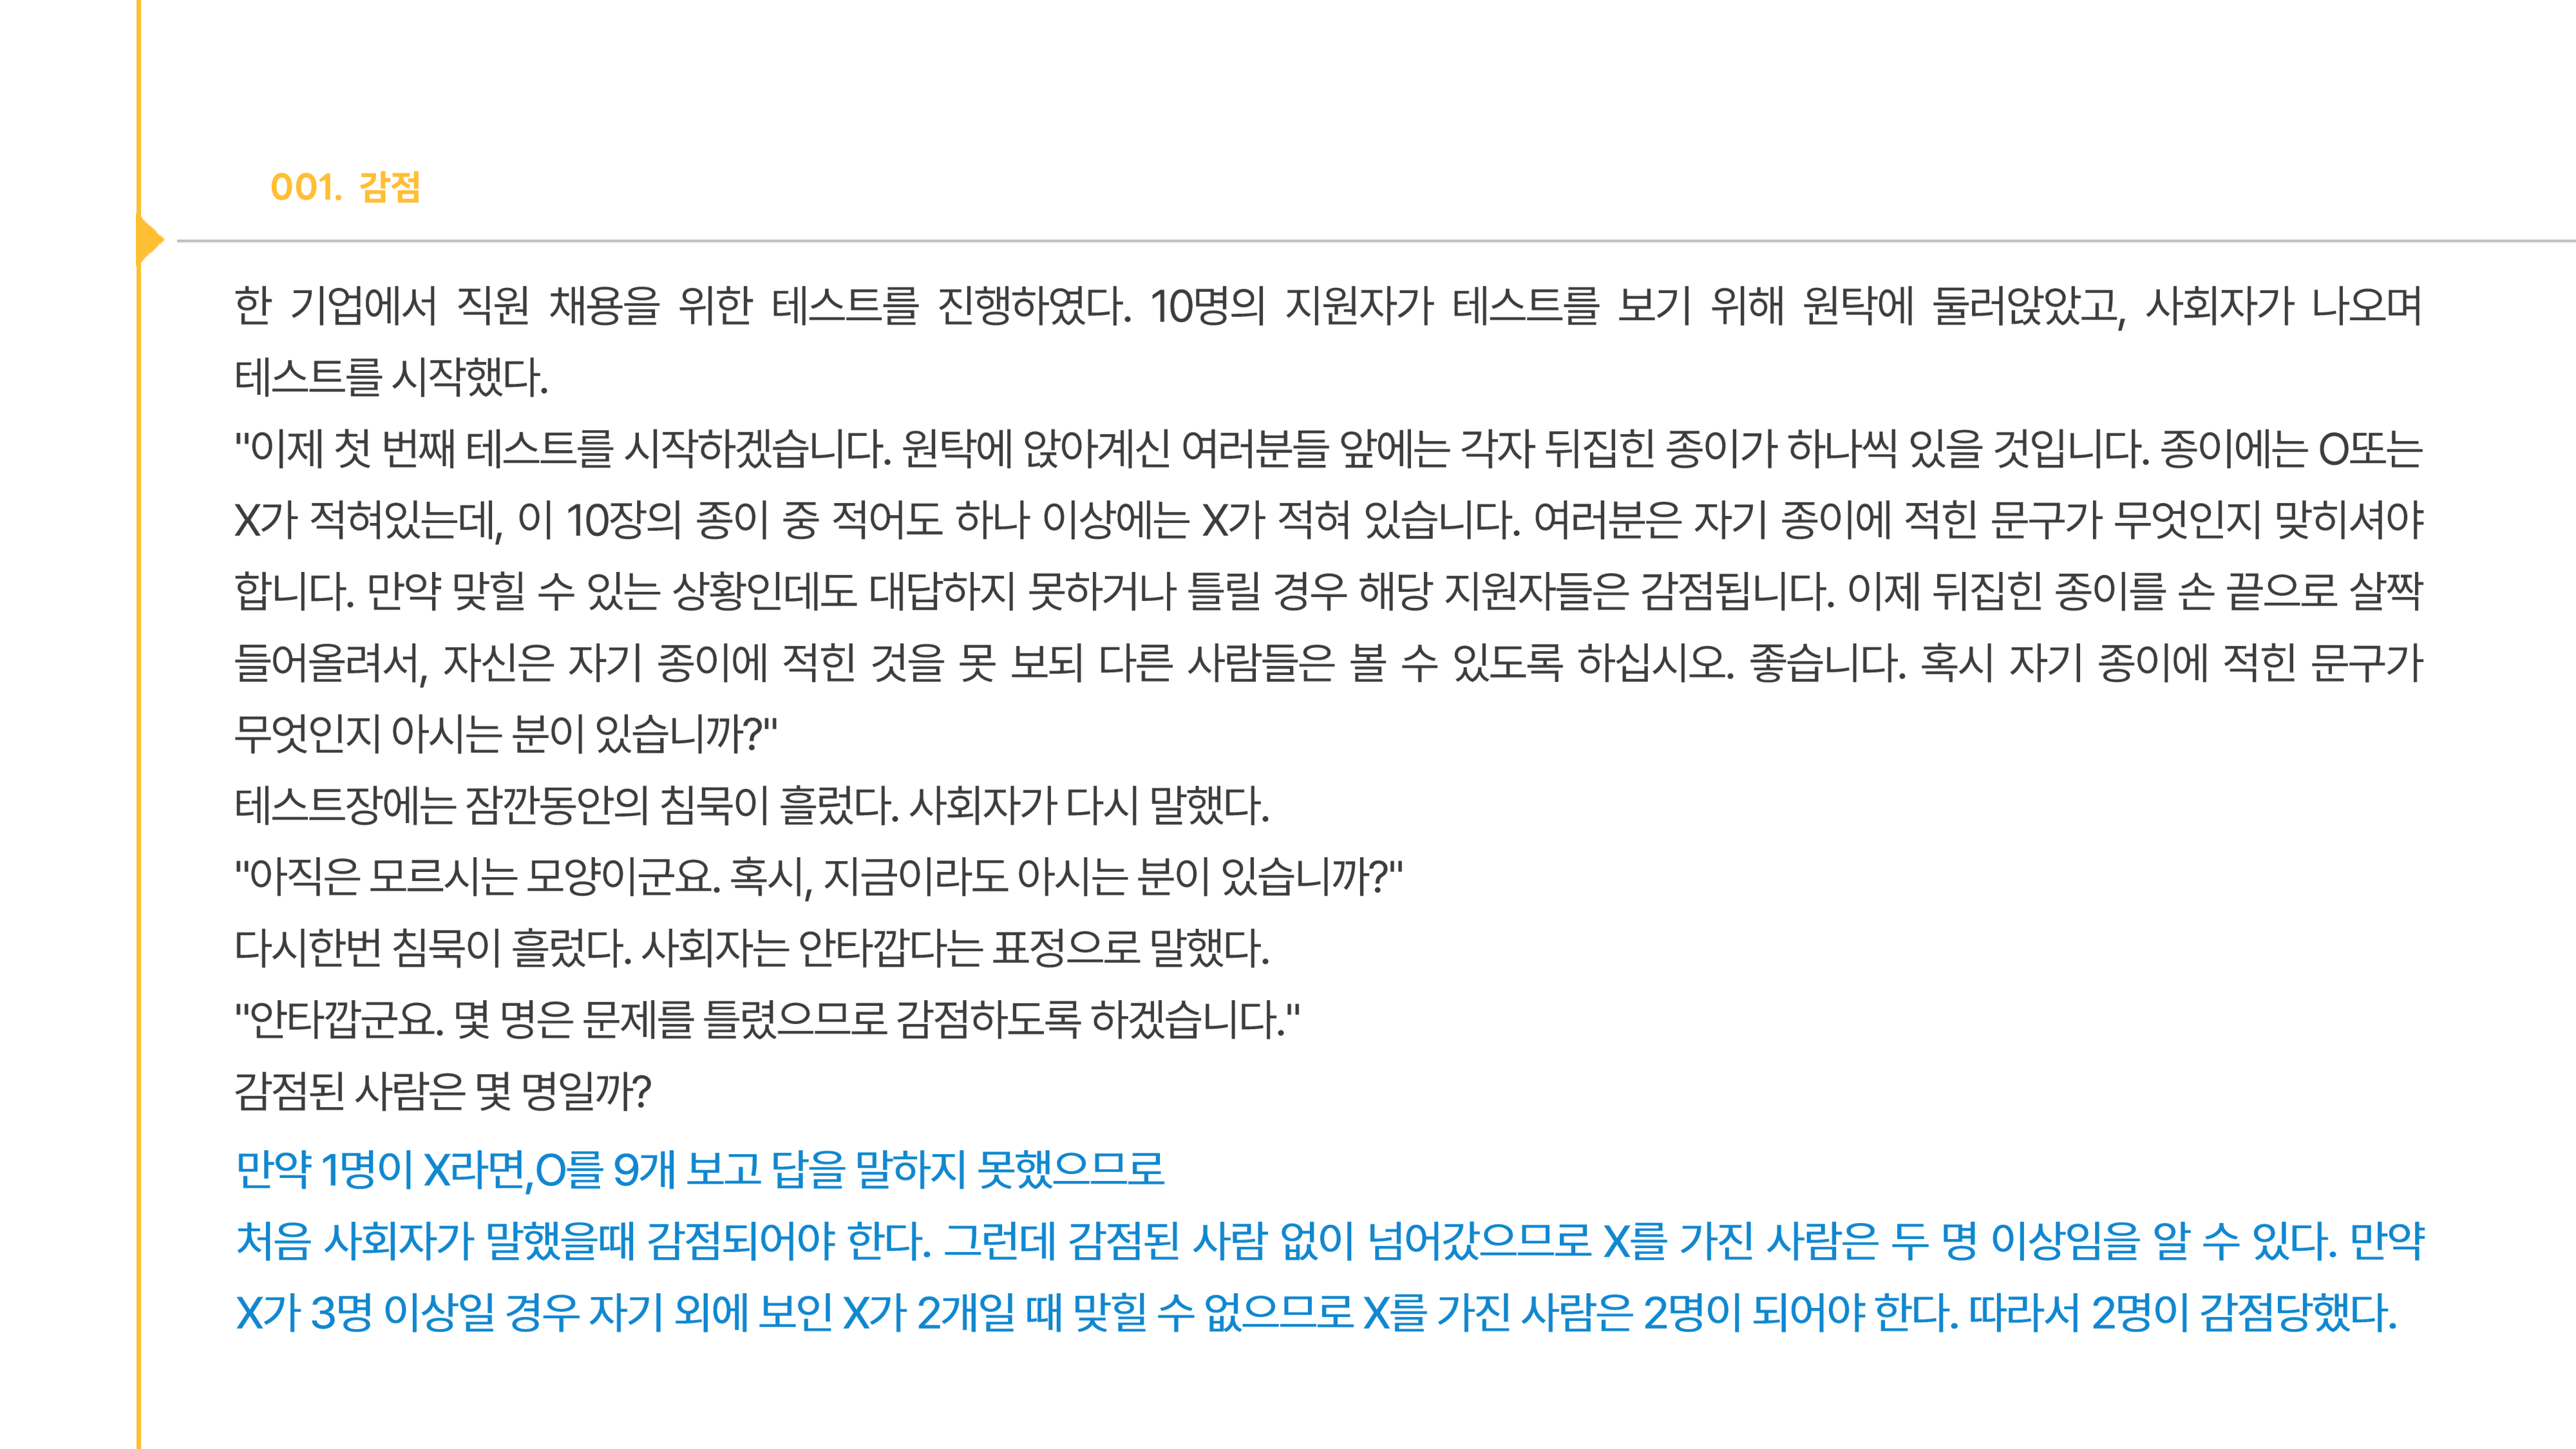 001. 감점
한 기업에서 직원 채용을 위한 테스트를 진행하였다. 10명의 지원자가 테스트를 보기 위해 원탁에 둘러앉았고, 사회자가 나오며
테스트를 시작했다.
"이제 첫 번째 테스트를 시작하겠습니다. 원탁에 앉아계신 여러분들 앞에는 각자 뒤집힌 종이가 하나씩 있을 것입니다. 종이에는 O또는
X가 적혀있는데, 이 10장의 종이 중 적어도 하나 이상에는 X가 적혀 있습니다. 여러분은 자기 종이에 적힌 문구가 무엇인지 맞히셔야
합니다. 만약 맞힐 수 있는 상황인데도 대답하지 못하거나 틀릴 경우 해당 지원자들은 감점됩니다. 이제 뒤집힌 종이를 손 끝으로 살짝
들어올려서, 자신은 자기 종이에 적힌 것을 못 보되 다른 사람들은 볼 수 있도록 하십시오. 좋습니다. 혹시 자기 종이에 적힌 문구가
무엇인지 아시는 분이 있습니까?"
테스트장에는 잠깐동안의 침묵이 흘렀다. 사회자가 다시 말했다.
"아직은 모르시는 모양이군요. 혹시, 지금이라도 아시는 분이 있습니까?"
다시한번 침묵이 흘렀다. 사회자는 안타깝다는 표정으로 말했다.
"안타깝군요. 몇 명은 문제를 틀렸으므로 감점하도록 하겠습니다."
감점된 사람은 몇 명일까?
만약 1명이 X라면,O를 9개 보고 답을 말하지 못했으므로
처음 사회자가 말했을때 감점되어야 한다. 그런데 감점된 사람 없이 넘어갔으므로 X를 가진 사람은 두 명 이상임을 알 수 있다. 만약
X가 3명 이상일 경우 자기 외에 보인 X가 2개일 때 맞힐 수 없으므로 X를 가진 사람은 2명이 되어야 한다. 따라서 2명이 감점당했다.